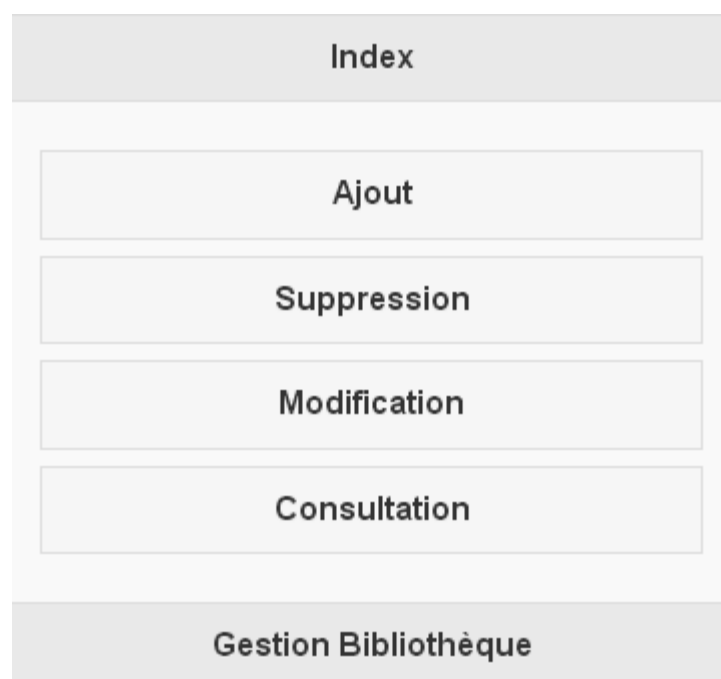 Index
Ajout
Suppression
Modification
Consultation
Gestion Bibliothèque